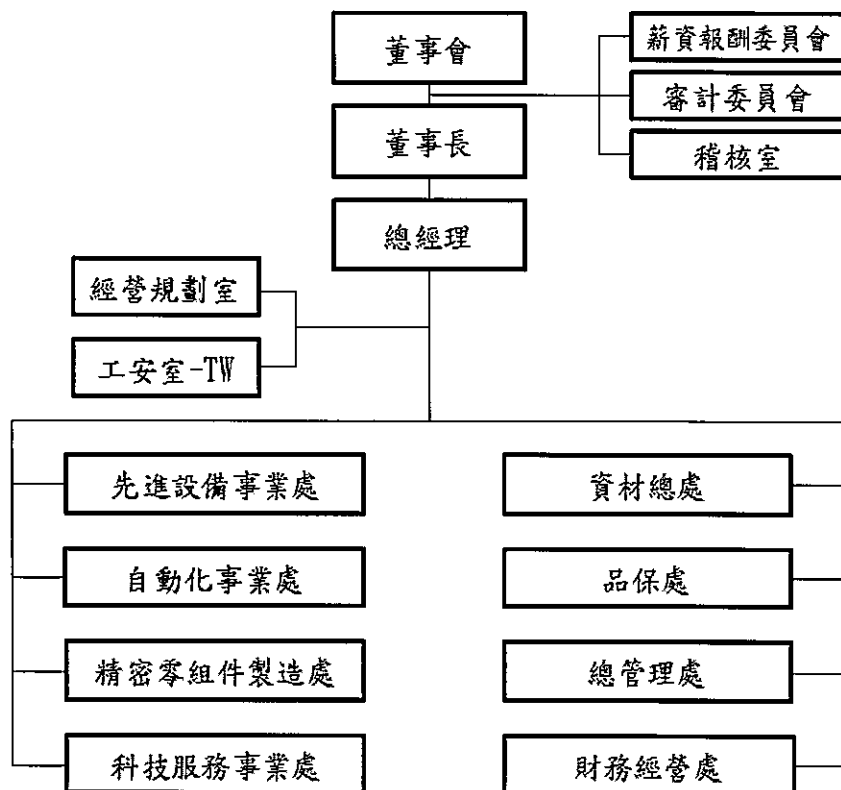 董事會
薪資報酬委員會
審計委員會
稽核室
董事長
總經理
經營規劃室
工安室-TW
先進設備事業處
資材總處
自動化事業處
品保處
精密零組件製造處
總管理處
科技服務事業處
財務經營處